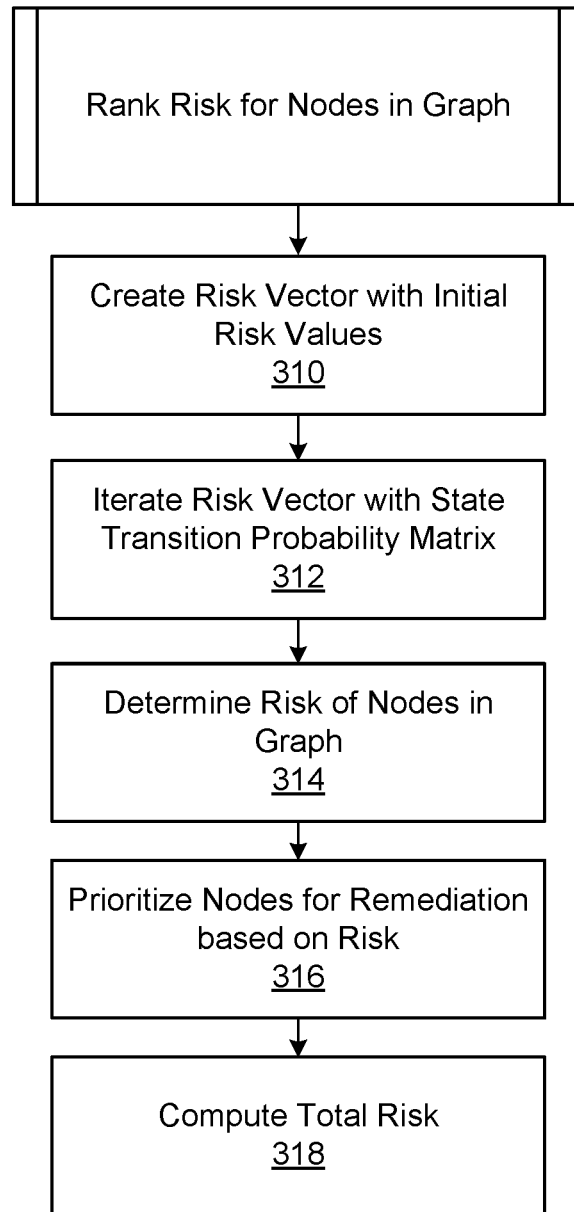 Rank Risk for Nodes in Graph
Create Risk Vector with Initial
Risk Values
310
Iterate Risk Vector with State
Transition Probability Matrix
312
Determine Risk of Nodes in
Graph
314
Prioritize Nodes for Remediation
based on Risk
316
Compute Total Risk
318